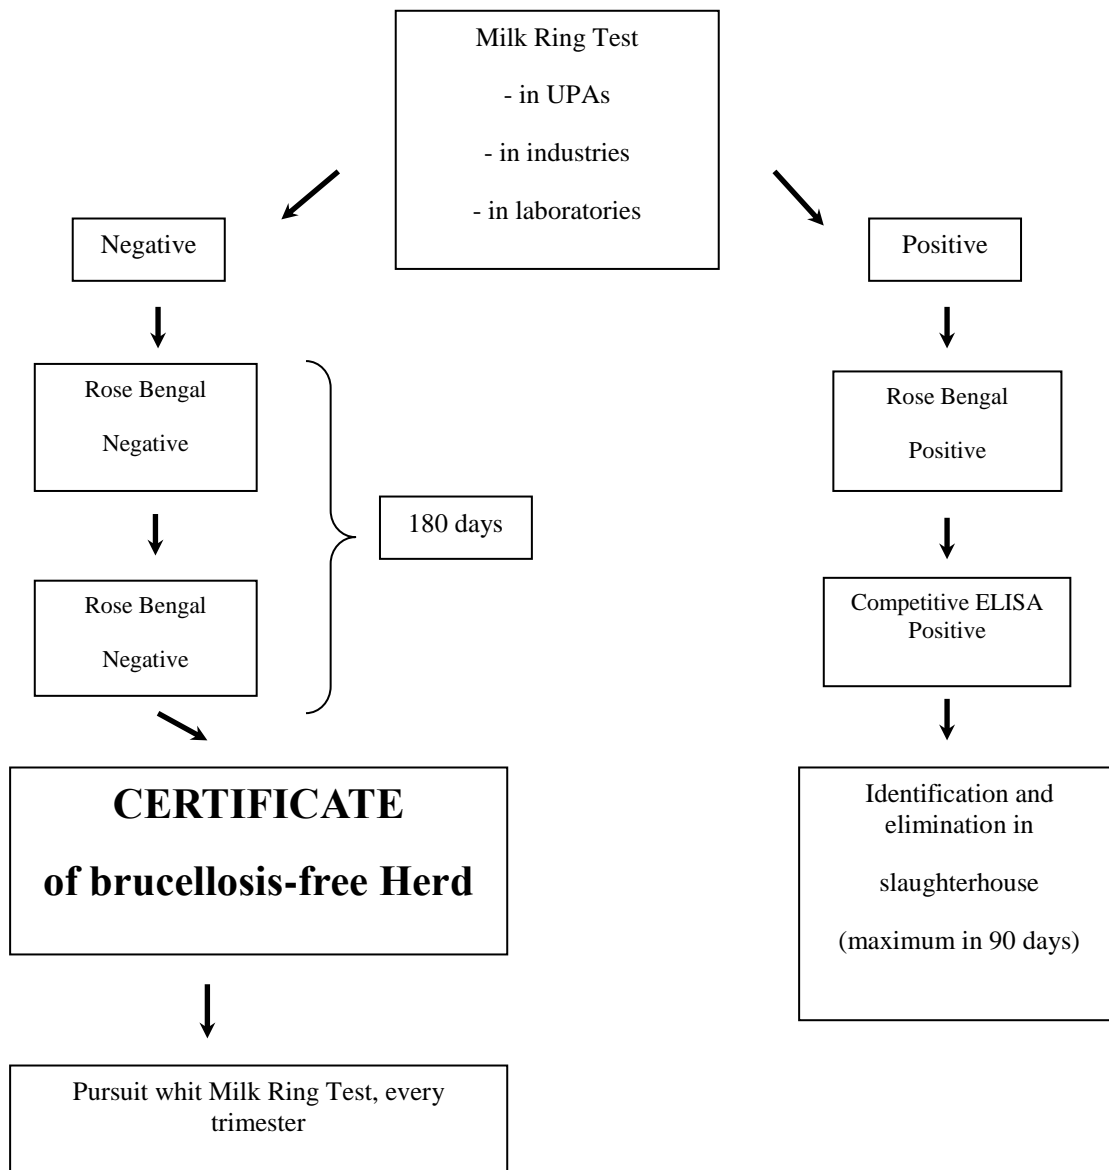 Milk Ring Test
- in UPAs
- in industries
- in laboratories
Negative
Positive
Rose Bengal
Negative
Rose Bengal
Positive
180 days
Rose Bengal
Negative
Competitive ELISA
Positive
CERTIFICATE
of brucellosis-free Herd
Identification and
elimination in
slaughterhouse
(maximum in 90 days)
Pursuit whit Milk Ring Test, every
trimester